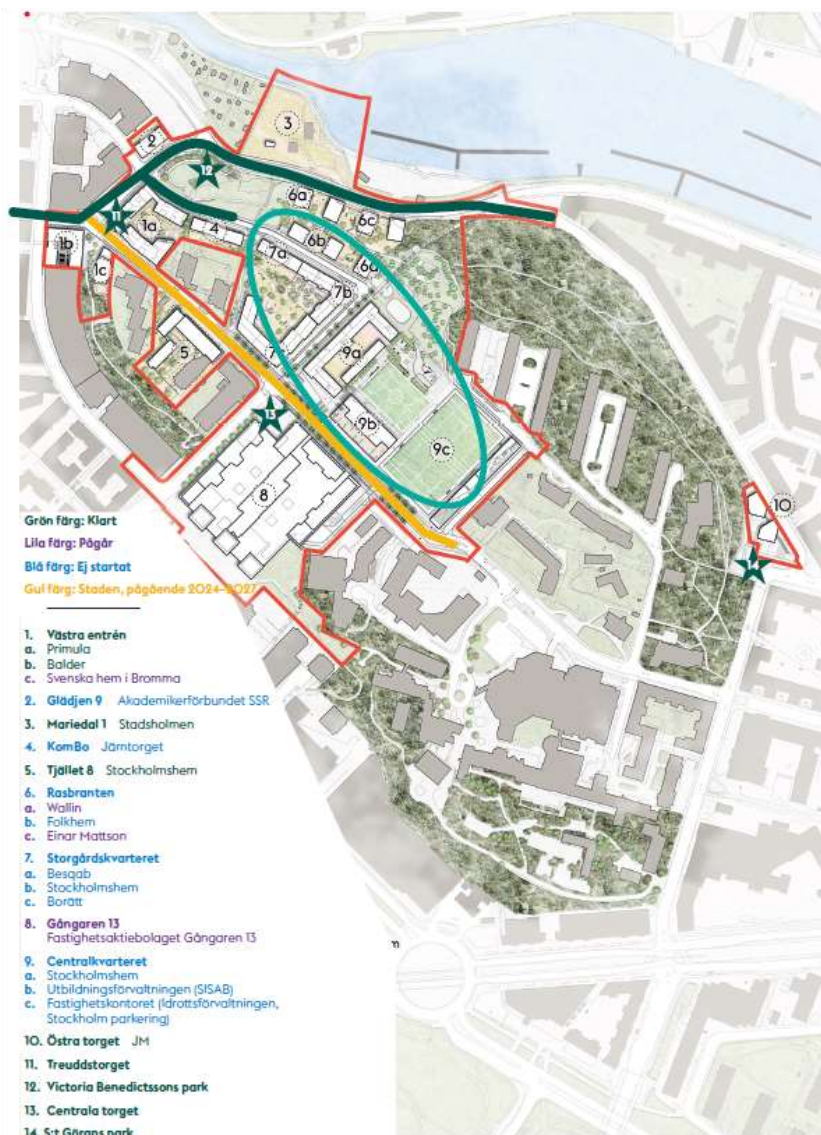 3
2
12
6a
11
1a
4
6c
6b
1b
1c
7a
6d
7b
5
7c
9a
13
9b
9c
8
10
14
Grön färg: Klart
Lila färg: Pågår
Blå färg: Ej startat
Gul färg: Staden, pågående 2024-2027
1. Västra entrén
a. Primula
b. Balder
c. Svenska hem i Bromma
2. Glädjen 9 Akademikerförbundet SSR
3. Mariedal 1 Stadsholmen
4. KomBo Järntorget
5. Tjället 8 Stockholmshem
6. Rasbranten
a. Wallin
b. Folkhem
c. Einar Mattson
7. Storgårdskvarteret
a. Besqab
b. Stockholmshem
c. Borätt
8. Gångaren 13
Fastighetsaktiebolaget Gångaren 13
m
9. Centralkvarteret
a. Stockholmshem
b. Utbildningsförvaltningen (SISAB)
c. Fastighetskontoret (Idrottsförvaltningen,
Stockholm parkering)
10. Östra torget JM
11. Treuddstorget
12. Victoria Benedictssons park
13. Centrala torget
14. S:t Görans park